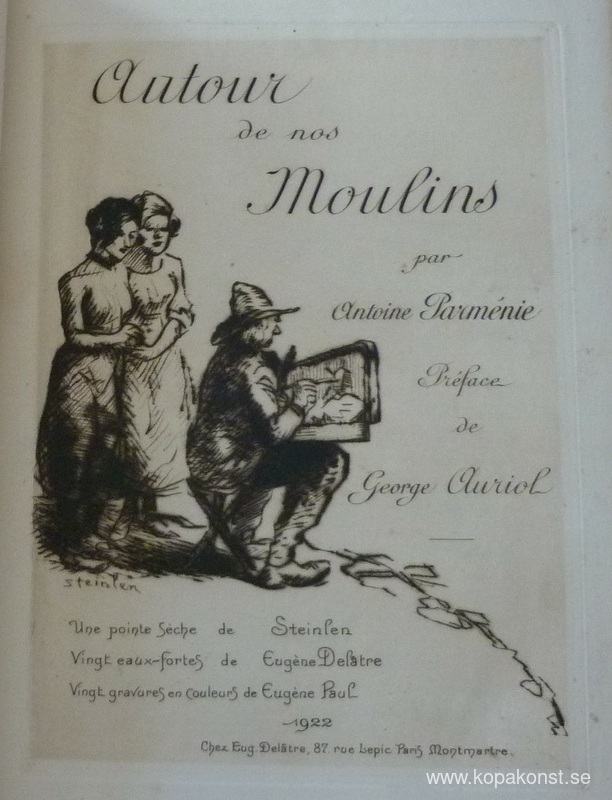 Autour
de nos
Moulins
par
Antoine Parménie
Préface
de
George Auriol
steinlen
Une pointe sèche de Steinlen
Vingt eaux-fortes de Eugène Delâtre
Vingt gravures en couleurs de Eugène Paul
1922
Chez Eug. Delâtre, 87 rue Lepic Paris Montmartre.
www.kopakonst.se